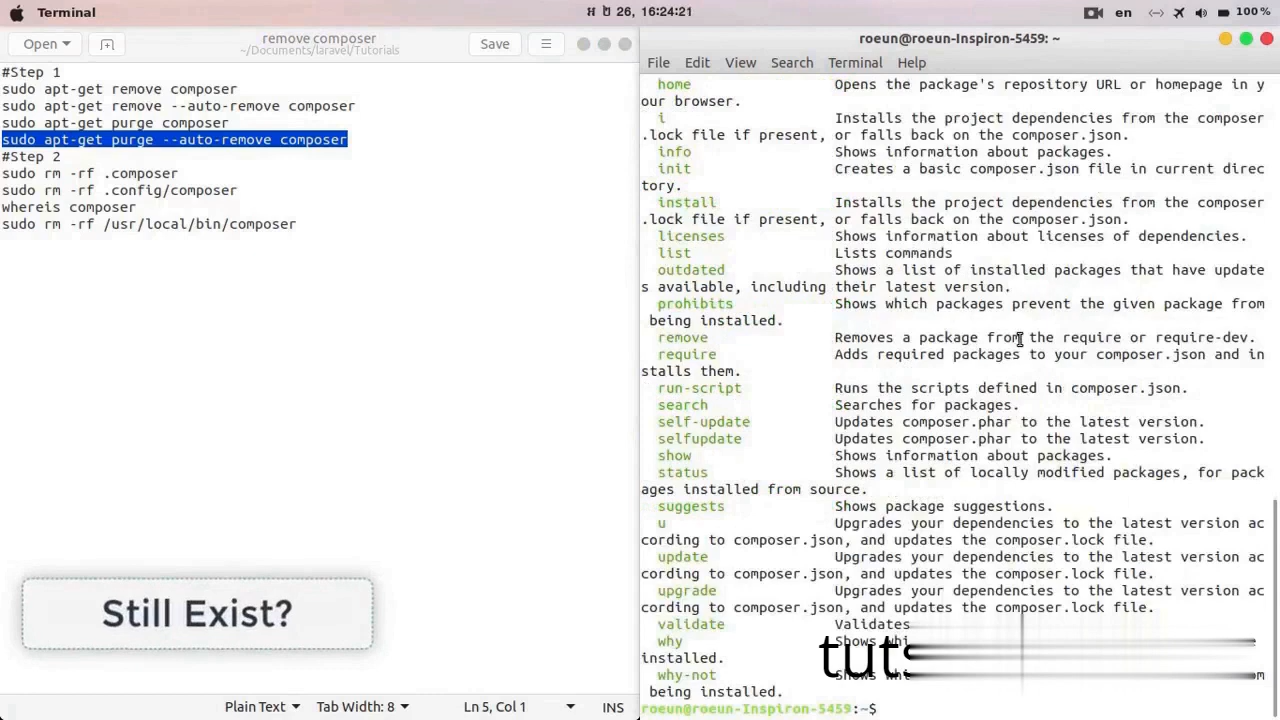 Terminal
អ ធ 26, 16:24:21
en
100%
Open
remove composer
~/Documents/laravel/Tutorials
Save
#Step 1
sudo apt-get remove composer
sudo apt-get remove --auto-remove composer
sudo apt-get purge composer
sudo apt-get purge --auto-remove composer
#Step 2
sudo rm -rf .composer
sudo rm -rf .config/composer
whereis composer
sudo rm -rf /usr/local/bin/composer
Still Exist?
Plain Text
Tab Width: 8
Ln 5, Col 1
INS
roeun@roeun-Inspiron-5459: ~
File Edit View Search Terminal Help
home Opens the package's repository URL or homepage in y
our browser.
i Installs the project dependencies from the composer
.lock file if present, or falls back on the composer.json.
info Shows information about packages.
init Creates a basic composer.json file in current direc
tory.
install Installs the project dependencies from the composer
.lock file if present, or falls back on the composer.json.
licenses Shows information about licenses of dependencies.
list Lists commands
outdated Shows a list of installed packages that have update
s available, including their latest version.
prohibits Shows which packages prevent the given package from
being installed.
remove Removes a package from the require or require-dev.
require Adds required packages to your composer.json and in
stalls them.
run-script Runs the scripts defined in composer.json.
search Searches for packages.
self-update Updates composer.phar to the latest version.
selfupdate Updates composer.phar to the latest version.
show Shows information about packages.
status Shows a list of locally modified packages, for pack
ages installed from source.
suggests Shows package suggestions.
u Upgrades your dependencies to the latest version ac
cording to composer.json, and updates the composer.lock file.
update Upgrades your dependencies to the latest version ac
cording to composer.json, and updates the composer.lock file.
upgrade Upgrades your dependencies to the latest version ac
cording to composer.json, and updates the composer.lock file.
validate Validates
why Shows whi
installed.
why-not Shows whi
being installed.
tuts
roeun@roeun-Inspiron-5459:~$